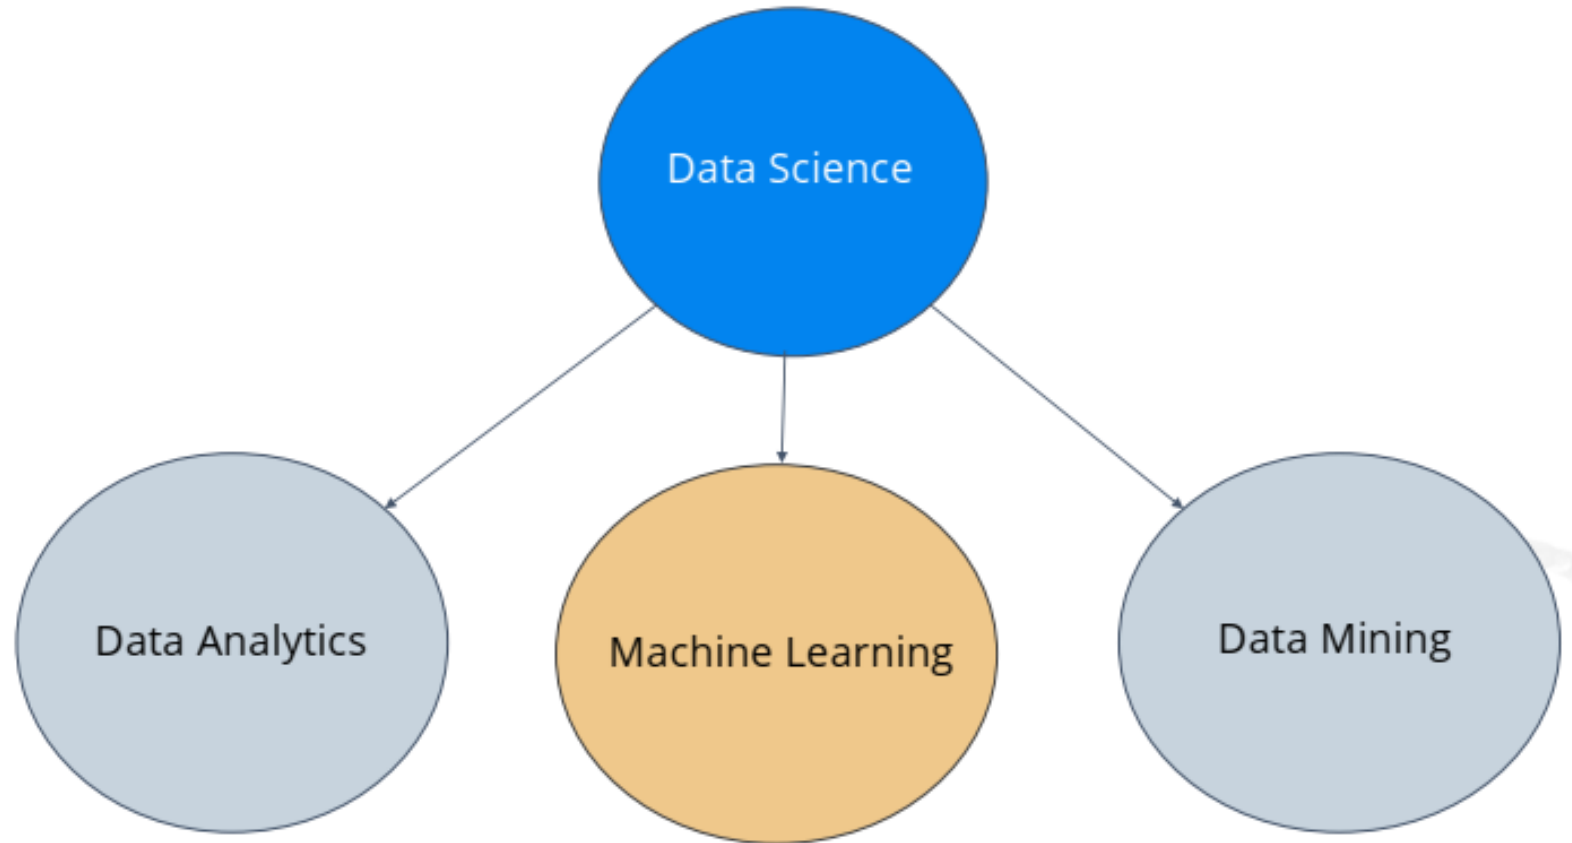 Data Science
Data Analytics
Machine Learning
Data Mining